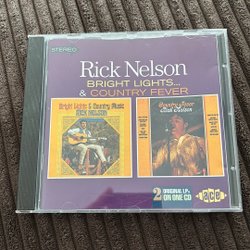 STEREO
Rick Nelson
BRIGHT LIGHTS...
& COUNTRY FEVER
Bright Lights & Country Music
RICK NELSON
Country Fever
Rick Nelson
2 ORIGINAL LPs
ON ONE CD
ACE